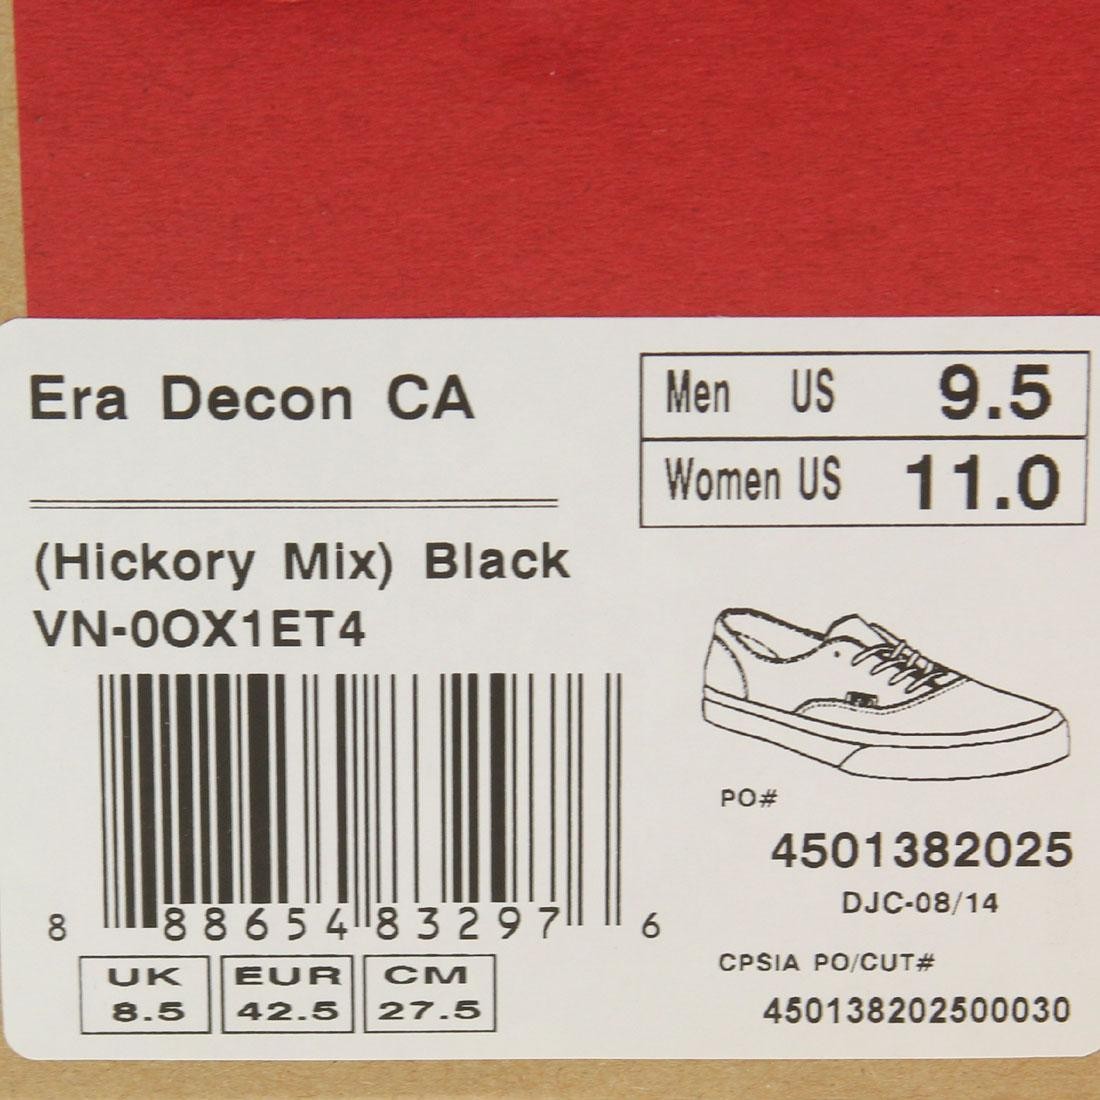 Era Decon CA
Men US 9.5
Women US 11.0
(Hickory Mix) Black
VN-0OX1ET4
8 88654 83297 6
UK EUR CM
8.5 42.5 27.5
PO#
4501382025
DJC-08/14
CPSIA PO/CUT#
450138202500030